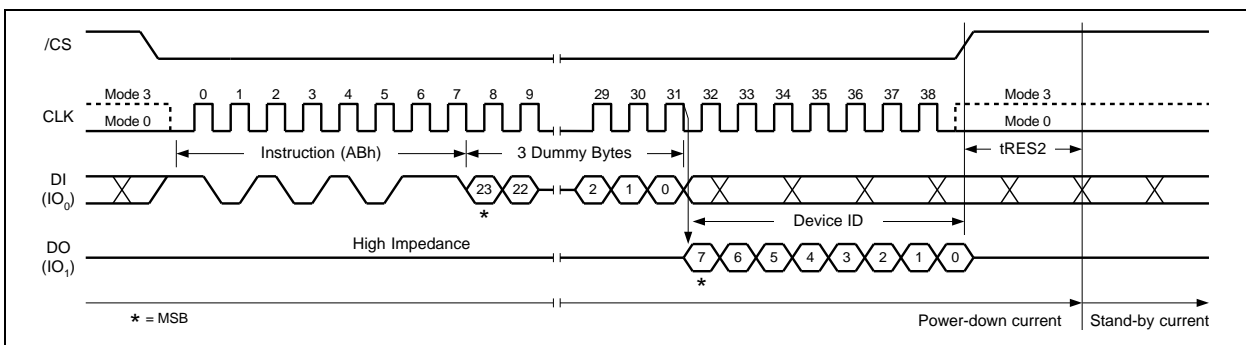 /CS
Mode 3 0 1 2 3 4 5 6 7 8 9 29 30 31 32 33 34 35 36 37 38 Mode 3
CLK
Mode 0 Mode 0
Instruction (ABh) 3 Dummy Bytes tRES2
DI
(IO0)
23 22 2 1 0
*
Device ID
DO
(IO1)
High Impedance
7 6 5 4 3 2 1 0
*
* = MSB
Power-down current Stand-by current